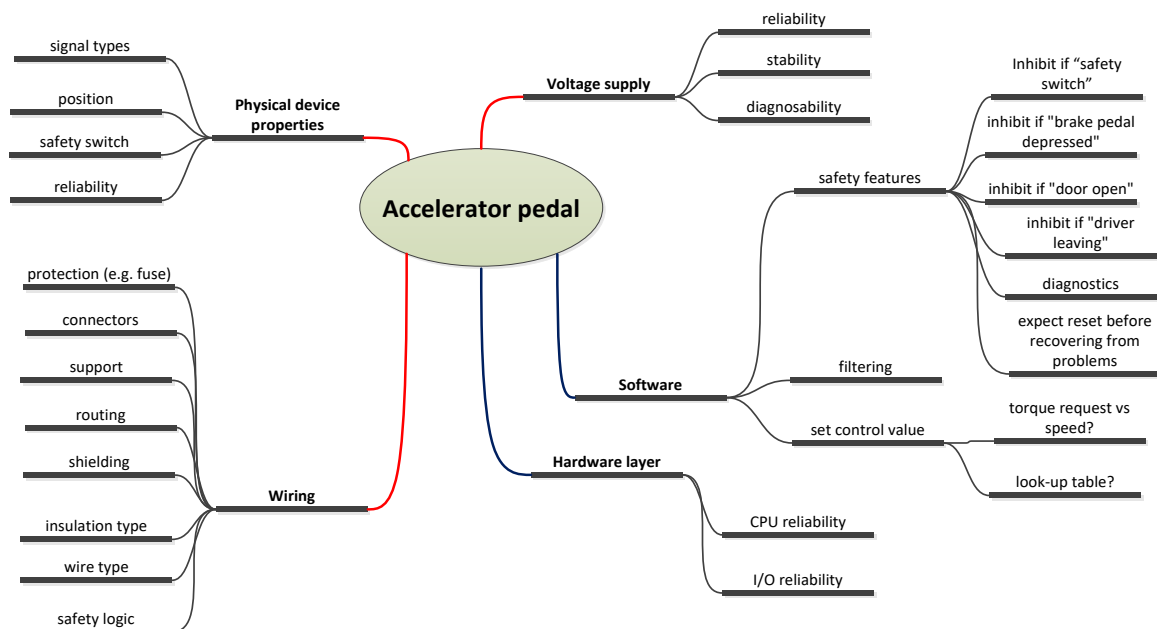 Accelerator pedal
Physical device
properties
signal types
position
safety switch
reliability
Voltage supply
reliability
stability
diagnosability
Wiring
protection (e.g. fuse)
connectors
support
routing
shielding
insulation type
wire type
safety logic
Software
safety features
Inhibit if “safety
switch”
inhibit if "brake pedal
depressed"
inhibit if "door open"
inhibit if "driver
leaving"
diagnostics
expect reset before
recovering from
problems
filtering
set control value
torque request vs
speed?
look-up table?
Hardware layer
CPU reliability
I/O reliability